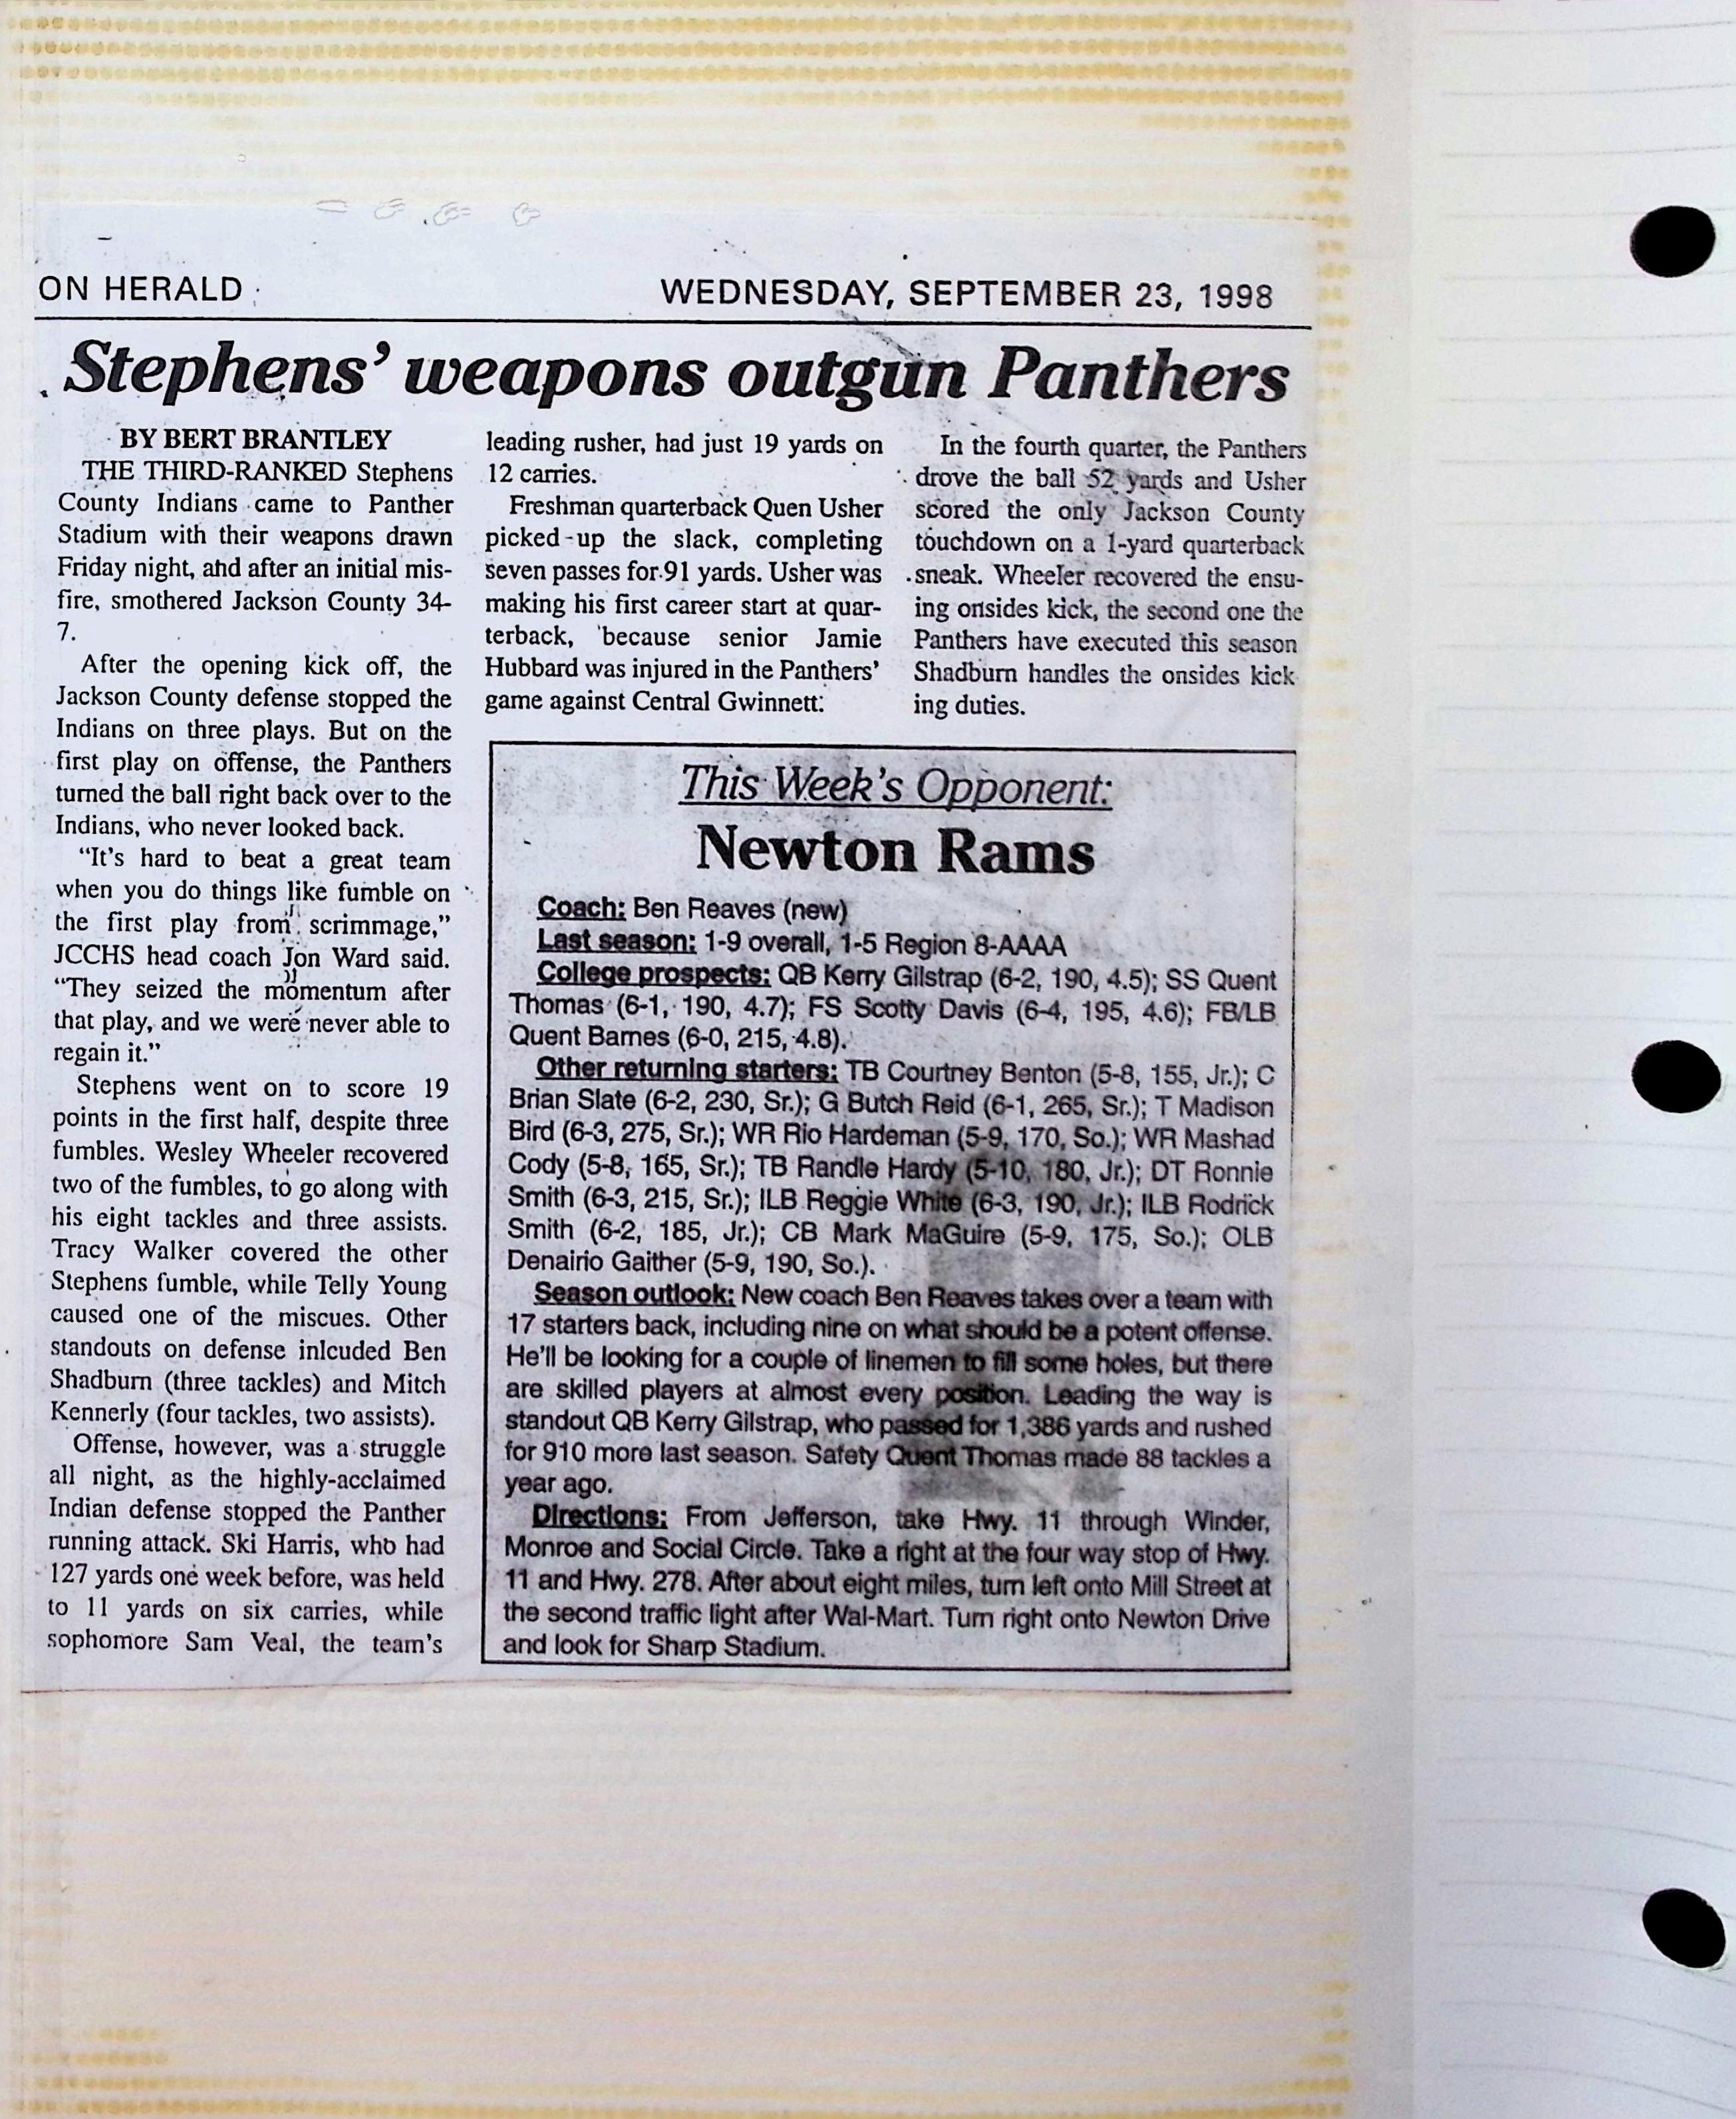 ON HERALD
WEDNESDAY, SEPTEMBER 23, 1998
Stephens' weapons outgun Panthers
BY BERT BRANTLEY
THE THIRD-RANKED Stephens
County Indians came to Panther
Stadium with their weapons drawn
Friday night, and after an initial mis-
fire, smothered Jackson County 34-
7.
After the opening kick off, the
Jackson County defense stopped the
Indians on three plays. But on the
first play on offense, the Panthers
turned the ball right back over to the
Indians, who never looked back.
"It's hard to beat a great team
when you do things like fumble on
the first play from scrimmage,"
JCCHS head coach Jon Ward said.
"They seized the momentum after
that play, and we were never able to
regain it."
Stephens went on to score 19
points in the first half, despite three
fumbles. Wesley Wheeler recovered
two of the fumbles, to go along with
his eight tackles and three assists.
Tracy Walker covered the other
Stephens fumble, while Telly Young
caused one of the miscues. Other
standouts on defense inlcuded Ben
Shadburn (three tackles) and Mitch
Kennerly (four tackles, two assists).
Offense, however, was a struggle
all night, as the highly-acclaimed
Indian defense stopped the Panther
running attack. Ski Harris, who had
127 yards one week before, was held
to 11 yards on six carries, while
sophomore Sam Veal, the team's
leading rusher, had just 19 yards on
12 carries.
Freshman quarterback Quen Usher
picked up the slack, completing
seven passes for 91 yards. Usher was
making his first career start at quar-
terback, because senior Jamie
Hubbard was injured in the Panthers'
game against Central Gwinnett.
In the fourth quarter, the Panthers
drove the ball 52 yards and Usher
scored the only Jackson County
touchdown on a 1-yard quarterback
sneak. Wheeler recovered the ensu-
ing onsides kick, the second one the
Panthers have executed this season
Shadburn handles the onsides kick
ing duties.
This Week's Opponent:
Newton Rams
Coach: Ben Reaves (new)
Last season: 1-9 overall, 1-5 Region 8-AAAA
College prospects: QB Kerry Gilstrap (6-2, 190, 4.5); SS Quent
Thomas (6-1, 190, 4.7); FS Scotty Davis (6-4, 195, 4.6); FB/LB
Quent Barnes (6-0, 215, 4.8).
Other returning starters: TB Courtney Benton (5-8, 155, Jr.); C
Brian Slate (6-2, 230, Sr.); G Butch Reid (6-1, 265, Sr.); T Madison
Bird (6-3, 275, Sr.); WR Rio Hardeman (5-9, 170, So.); WR Mashad
Cody (5-8, 165, Sr.); TB Randle Hardy (5-10, 180, Jr.); DT Ronnie
Smith (6-3, 215, Sr.); ILB Reggie White (6-3, 190, Jr.); ILB Rodrick
Smith (6-2, 185, Jr.); CB Mark MaGuire (5-9, 175, So.); OLB
Denairio Gaither (5-9, 190, So.).
Season outlook: New coach Ben Reaves takes over a team with
17 starters back, including nine on what should be a potent offense.
He'll be looking for a couple of linemen to fill some holes, but there
are skilled players at almost every position. Leading the way is
standout QB Kerry Gilstrap, who passed for 1,386 yards and rushed
for 910 more last season. Safety Quent Thomas made 88 tackles a
year ago.
Directions: From Jefferson, take Hwy. 11 through Winder,
Monroe and Social Circle. Take a right at the four way stop of Hwy.
11 and Hwy. 278. After about eight miles, turn left onto Mill Street at
the second traffic light after Wal-Mart. Turn right onto Newton Drive
and look for Sharp Stadium.